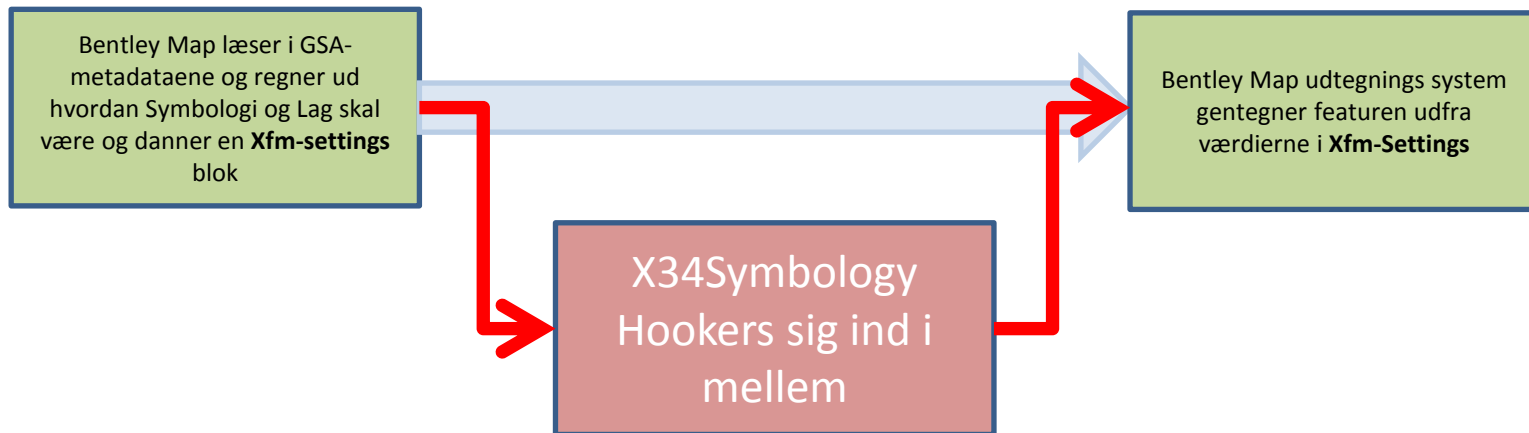 Bentley Map læser i GSA-
metadataene og regner ud
hvordan Symbologi og Lag skal
være og danner en Xfm-settings
blok
Bentley Map udtegnings system
gentegner featuren udfra
værdierne i Xfm-Settings
X34Symbology
Hookers sig ind i
mellem